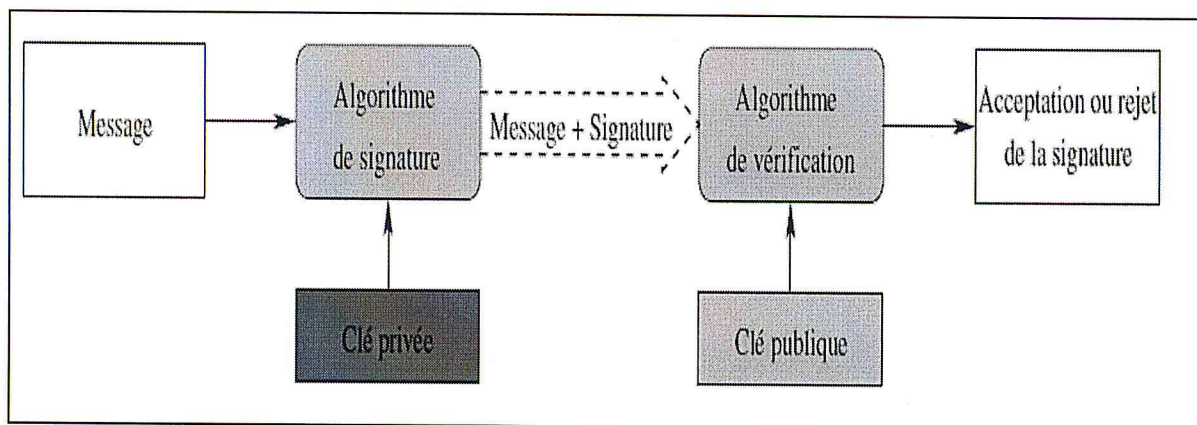 Message
Algorithme
de signature
Message + Signature
Algorithme
de vérification
Acceptation ou rejet
de la signature
Clé privée
Clé publique